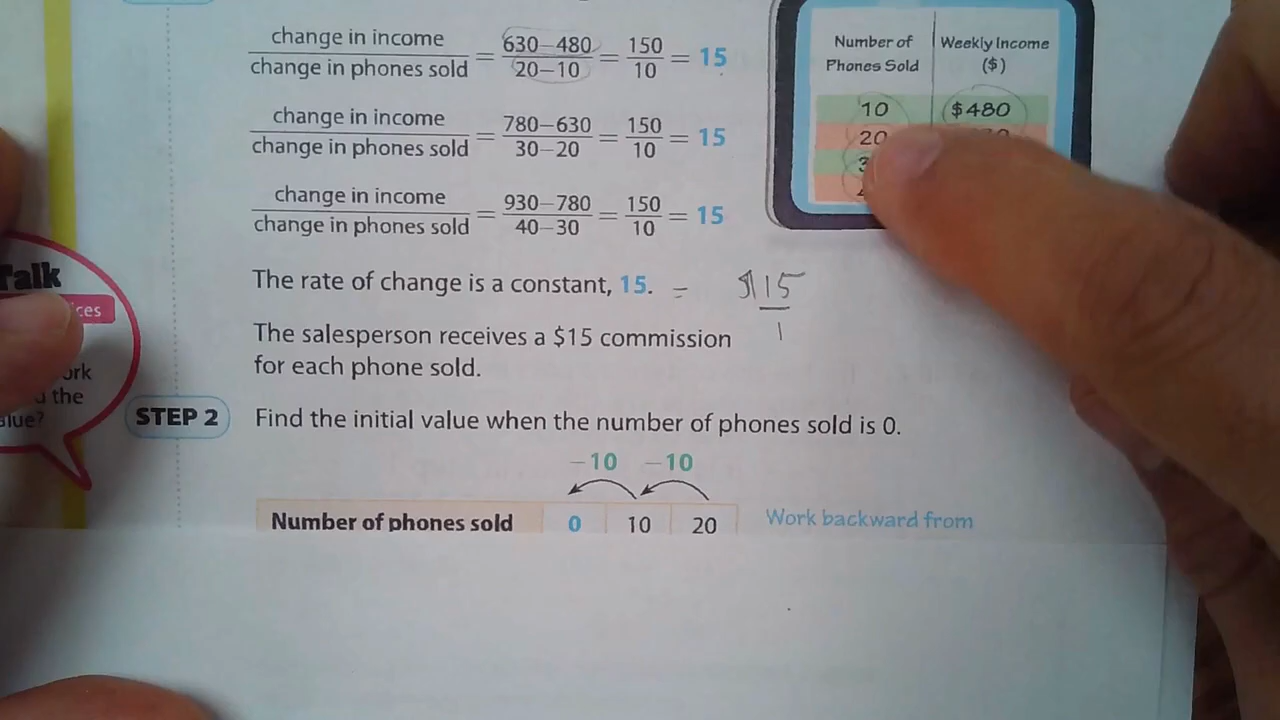 change in income / change in phones sold = 630−480 / 20−10 = 150 / 10 = 15
change in income / change in phones sold = 780−630 / 30−20 = 150 / 10 = 15
change in income / change in phones sold = 930−780 / 40−30 = 150 / 10 = 15
Number of Phones Sold
Weekly Income ($)
10 $480
20
The rate of change is a constant, 15. = $15 / 1
The salesperson receives a $15 commission
for each phone sold.
Talk
the
STEP 2 Find the initial value when the number of phones sold is 0.
−10 −10
Number of phones sold 0 10 20 Work backward from